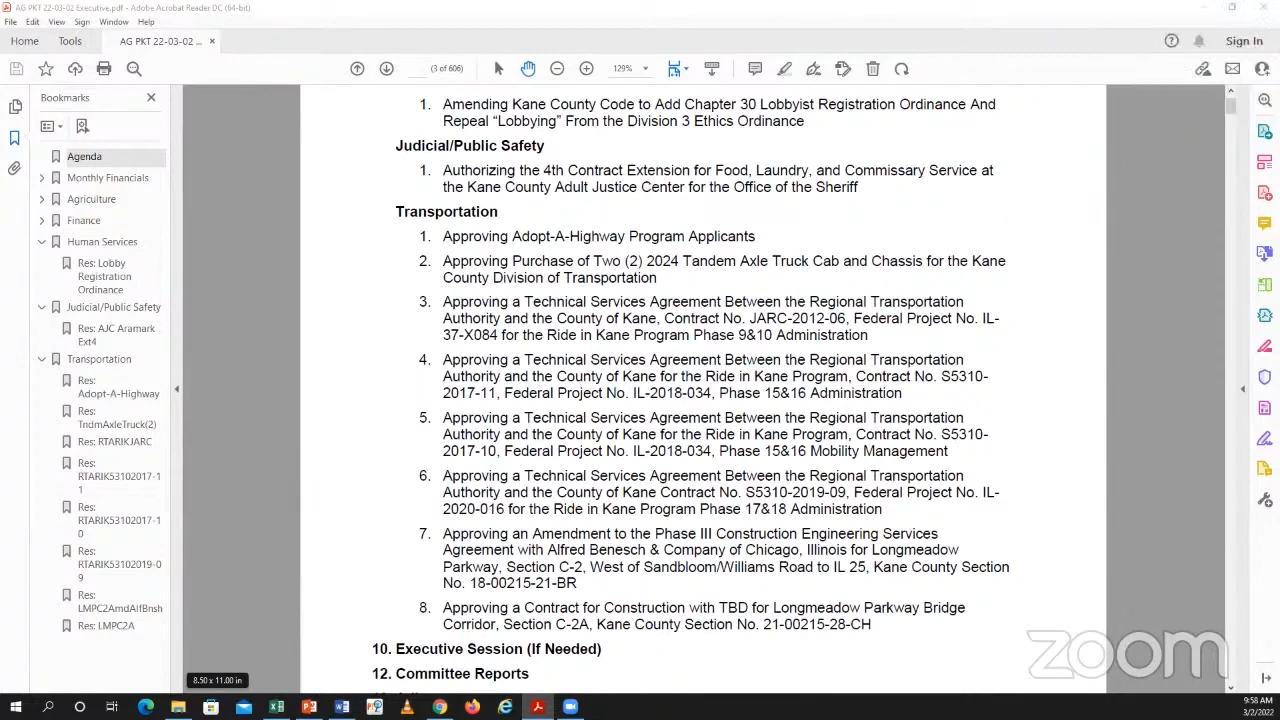 AG PKT 22-03-02 Executive.pdf - Adobe Acrobat Reader DC (64-bit)
File Edit View Sign Window Help
Home Tools AG PKT 22-03-02 ... × Sign In
(3 of 606) 129%
Bookmarks
Agenda
Monthly Financials
Agriculture
Finance
Human Services
Res: Lobby
Registration
Ordinance
Judicial/Public Safety
Res: AJC Aramark
Ext4
Transportation
Res:
Adopt-A-Highway
Res:
TndmAxleTruck(2)
Res: RTARIKJARC
Res:
RTARIK53102017-1
1
Res:
RTARIK53102017-1
0
Res:
RTARIK53102019-0
9
Res:
LMPC2AmdAlfBnsh
Res: LMPC2A
1. Amending Kane County Code to Add Chapter 30 Lobbyist Registration Ordinance And
Repeal “Lobbying” From the Division 3 Ethics Ordinance
Judicial/Public Safety
1. Authorizing the 4th Contract Extension for Food, Laundry, and Commissary Service at
the Kane County Adult Justice Center for the Office of the Sheriff
Transportation
1. Approving Adopt-A-Highway Program Applicants
2. Approving Purchase of Two (2) 2024 Tandem Axle Truck Cab and Chassis for the Kane
County Division of Transportation
3. Approving a Technical Services Agreement Between the Regional Transportation
Authority and the County of Kane, Contract No. JARC-2012-06, Federal Project No. IL-
37-X084 for the Ride in Kane Program Phase 9&10 Administration
4. Approving a Technical Services Agreement Between the Regional Transportation
Authority and the County of Kane for the Ride in Kane Program, Contract No. S5310-
2017-11, Federal Project No. IL-2018-034, Phase 15&16 Administration
5. Approving a Technical Services Agreement Between the Regional Transportation
Authority and the County of Kane for the Ride in Kane Program, Contract No. S5310-
2017-10, Federal Project No. IL-2018-034, Phase 15&16 Mobility Management
6. Approving a Technical Services Agreement Between the Regional Transportation
Authority and the County of Kane Contract No. S5310-2019-09, Federal Project No. IL-
2020-016 for the Ride in Kane Program Phase 17&18 Administration
7. Approving an Amendment to the Phase III Construction Engineering Services
Agreement with Alfred Benesch & Company of Chicago, Illinois for Longmeadow
Parkway, Section C-2, West of Sandbloom/Williams Road to IL 25, Kane County Section
No. 18-00215-21-BR
8. Approving a Contract for Construction with TBD for Longmeadow Parkway Bridge
Corridor, Section C-2A, Kane County Section No. 21-00215-28-CH
10. Executive Session (If Needed)
12. Committee Reports
8.50 x 11.00 in
zoom
9:58 AM
3/2/2022